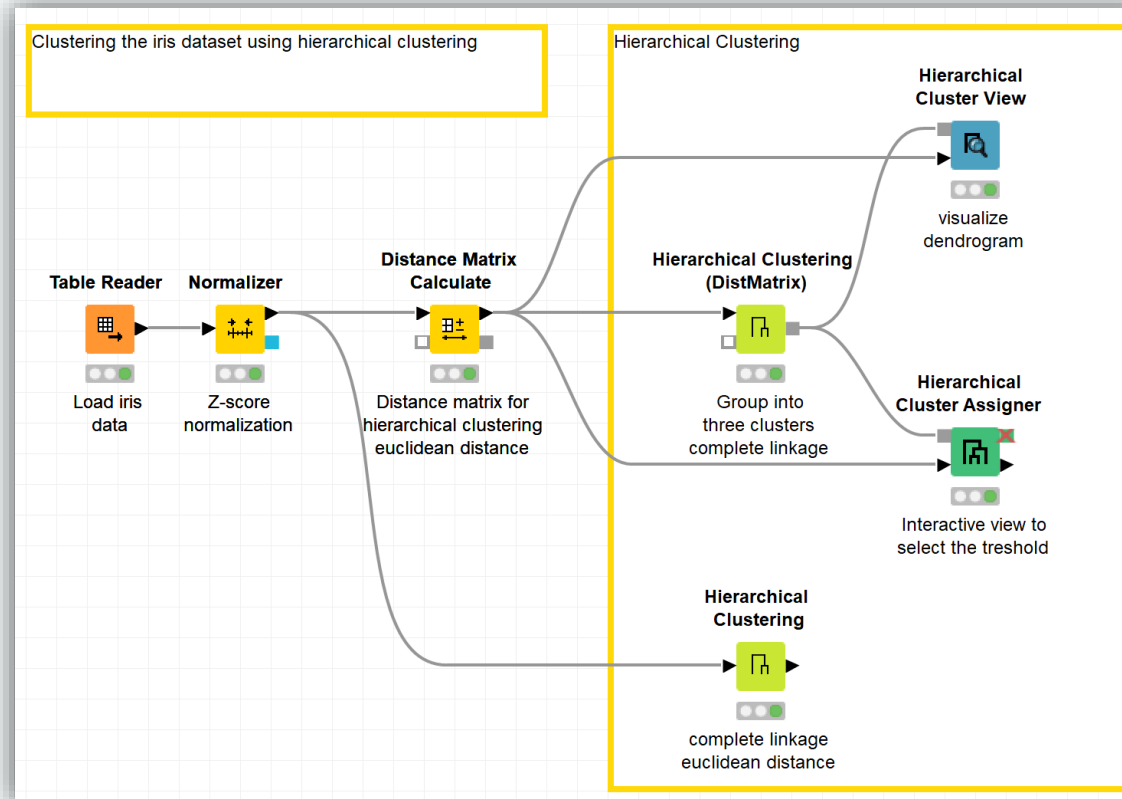 Clustering the iris dataset using hierarchical clustering
Hierarchical Clustering
Hierarchical
Cluster View
visualize
dendrogram
Table Reader
Load iris
data
Normalizer
Z-score
normalization
Distance Matrix
Calculate
Distance matrix for
hierarchical clustering
euclidean distance
Hierarchical Clustering
(DistMatrix)
Group into
three clusters
complete linkage
Hierarchical
Cluster Assigner
Interactive view to
select the treshold
Hierarchical
Clustering
complete linkage
euclidean distance